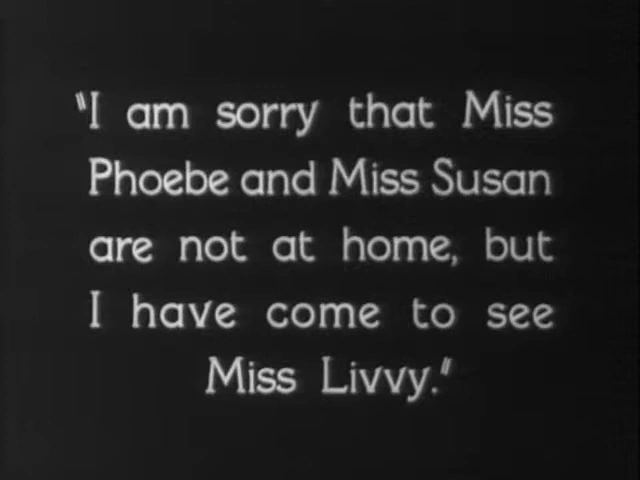 "I am sorry that Miss
Phoebe and Miss Susan
are not at home, but
I have come to see
Miss Livvy."